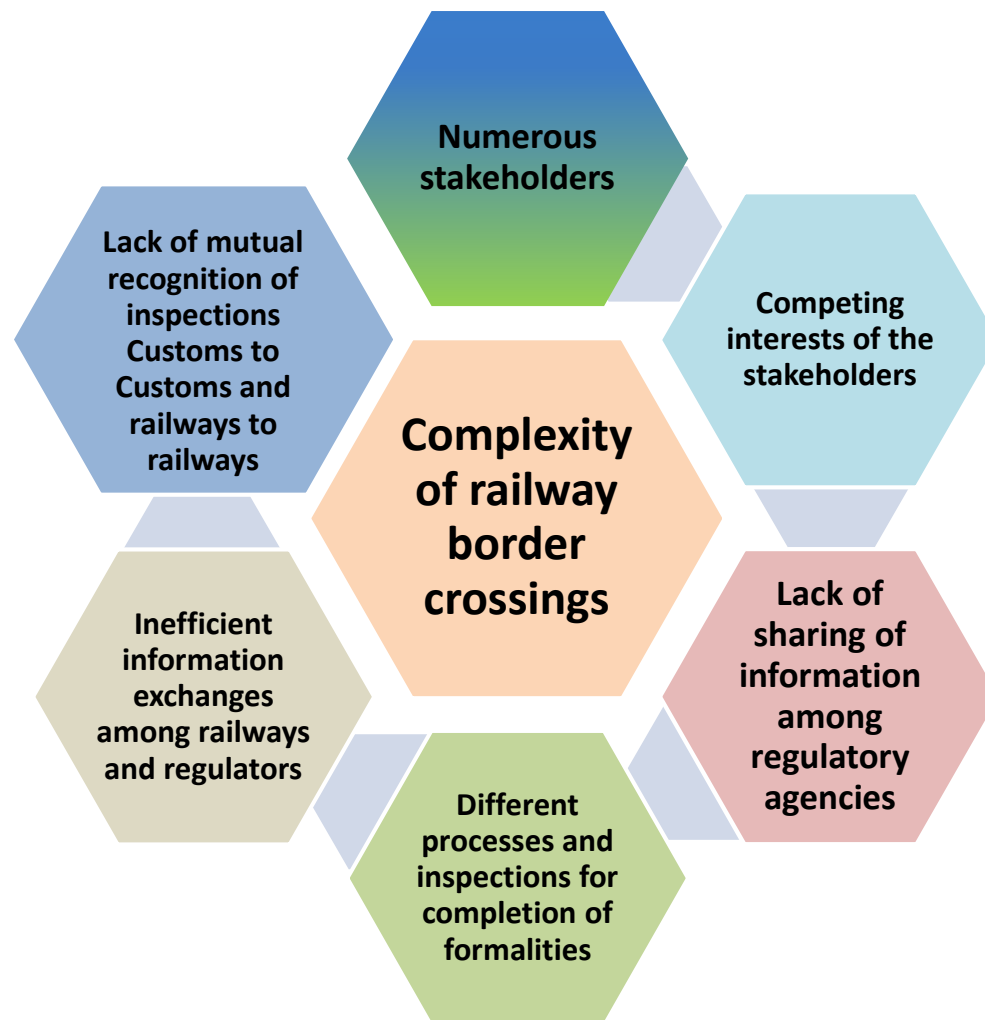 Numerous
stakeholders
Competing
interests of the
stakeholders
Lack of
sharing of
information
among
regulatory
agencies
Different
processes and
inspections for
completion of
formalities
Inefficient
information
exchanges
among railways
and regulators
Lack of mutual
recognition of
inspections
Customs to
Customs and
railways to
railways
Complexity
of railway
border
crossings